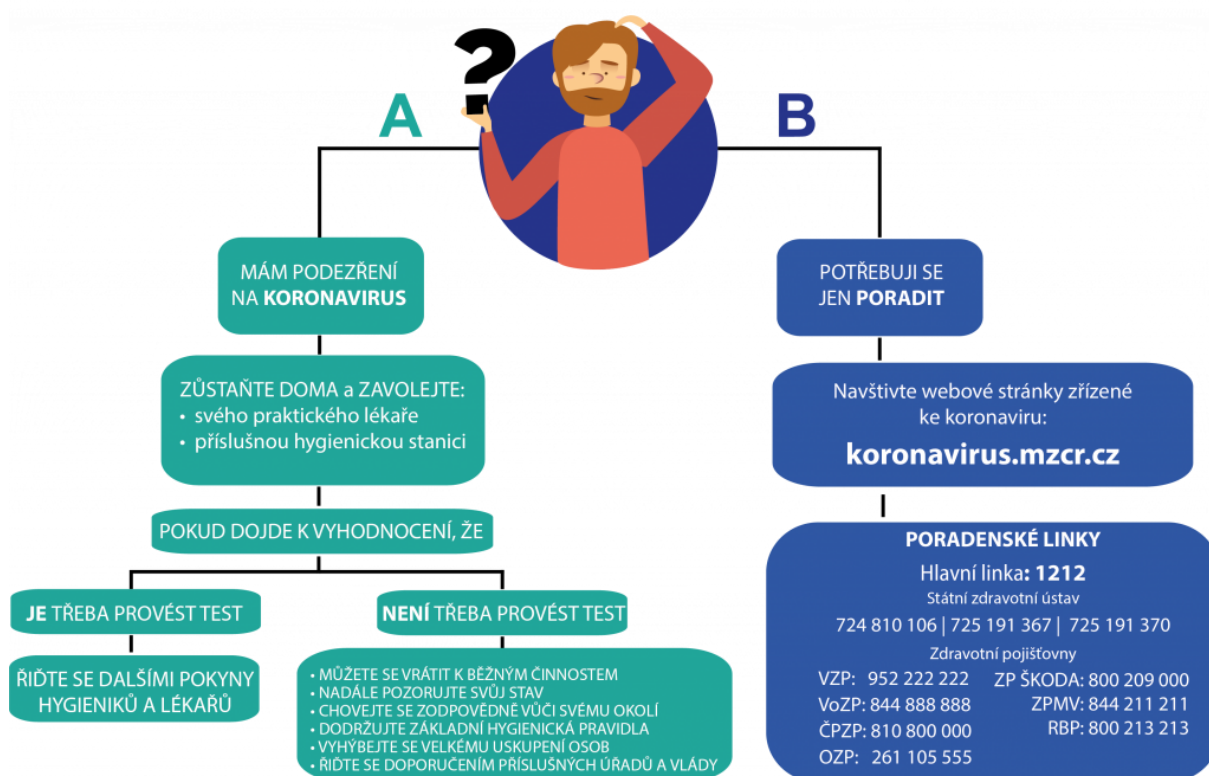 ?
A
B
MÁM PODEZŘENÍ
NA KORONAVIRUS
ZŮSTAŇTE DOMA a ZAVOLEJTE:
• svého praktického lékaře
• příslušnou hygienickou stanici
POKUD DOJDE K VYHODNOCENÍ, ŽE
JE TŘEBA PROVÉST TEST
ŘIĎTE SE DALŠÍMI POKYNY
HYGIENIKŮ A LÉKAŘŮ
NENÍ TŘEBA PROVÉST TEST
• MŮŽETE SE VRÁTIT K BĚŽNÝM ČINNOSTEM
• NADÁLE POZORUJTE SVŮJ STAV
• CHOVEJTE SE ZODPOVĚDNĚ VŮČI SVÉMU OKOLÍ
• DODRŽUJTE ZÁKLADNÍ HYGIENICKÁ PRAVIDLA
• VYHÝBEJTE SE VELKÉMU USKUPENÍ OSOB
• ŘIĎTE SE DOPORUČENÍM PŘÍSLUŠNÝCH ÚŘADŮ A VLÁDY
POTŘEBUJI SE
JEN PORADIT
Navštivte webové stránky zřízené
ke koronaviru:
koronavirus.mzcr.cz
PORADENSKÉ LINKY
Hlavní linka: 1212
Státní zdravotní ústav
724 810 106 | 725 191 367 | 725 191 370
Zdravotní pojišťovny
VZP: 952 222 222 ZP ŠKODA: 800 209 000
VoZP: 844 888 888 ZPMV: 844 211 211
ČPZP: 810 800 000 RBP: 800 213 213
OZP: 261 105 555